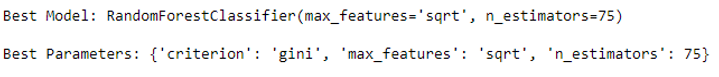 Best Model: RandomForestClassifier(max_features='sqrt', n_estimators=75)
Best Parameters: {'criterion': 'gini', 'max_features': 'sqrt', 'n_estimators': 75}